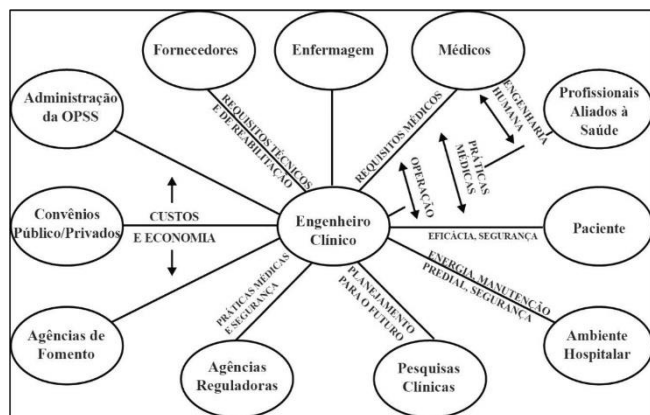 Fornecedores
Enfermagem
Médicos
Administração
da OPSS
REQUISITOS TÉCNICOS
E DE REABILITAÇÃO
REQUISITOS MÉDICOS
ENGENHARIA
HUMANA
Profissionais
Aliados à
Saúde
PRÁTICAS
MÉDICAS
OPERAÇÃO
Convênios
Público/Privados
CUSTOS
E ECONOMIA
Engenheiro
Clínico
EFICÁCIA, SEGURANÇA
Paciente
ENERGIA, MANUTENÇÃO
PREDIAL, SEGURANÇA
PRÁTICAS MÉDICAS
E SEGURANÇA
PLANEJAMENTO
PARA O FUTURO
Agências de
Fomento
Agências
Reguladoras
Pesquisas
Clínicas
Ambiente
Hospitalar